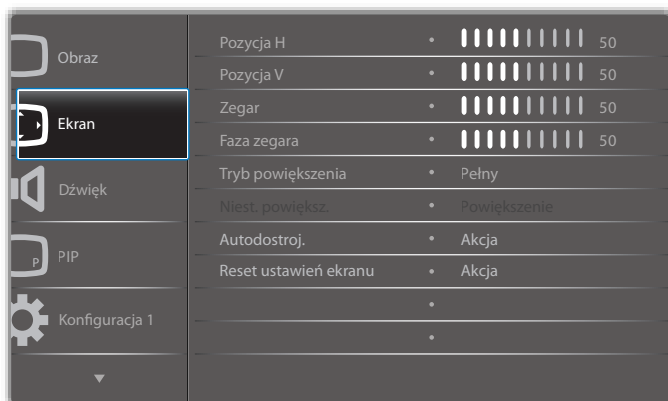 Obraz
Ekran
Dźwięk
P
PIP
Konfiguracja 1
Pozycja H • 50
Pozycja V • 50
Zegar • 50
Faza zegara • 50
Tryb powiększenia • Pełny
Niest. powiększ. • Powiększenie
Autodostroj. • Akcja
Reset ustawień ekranu • Akcja